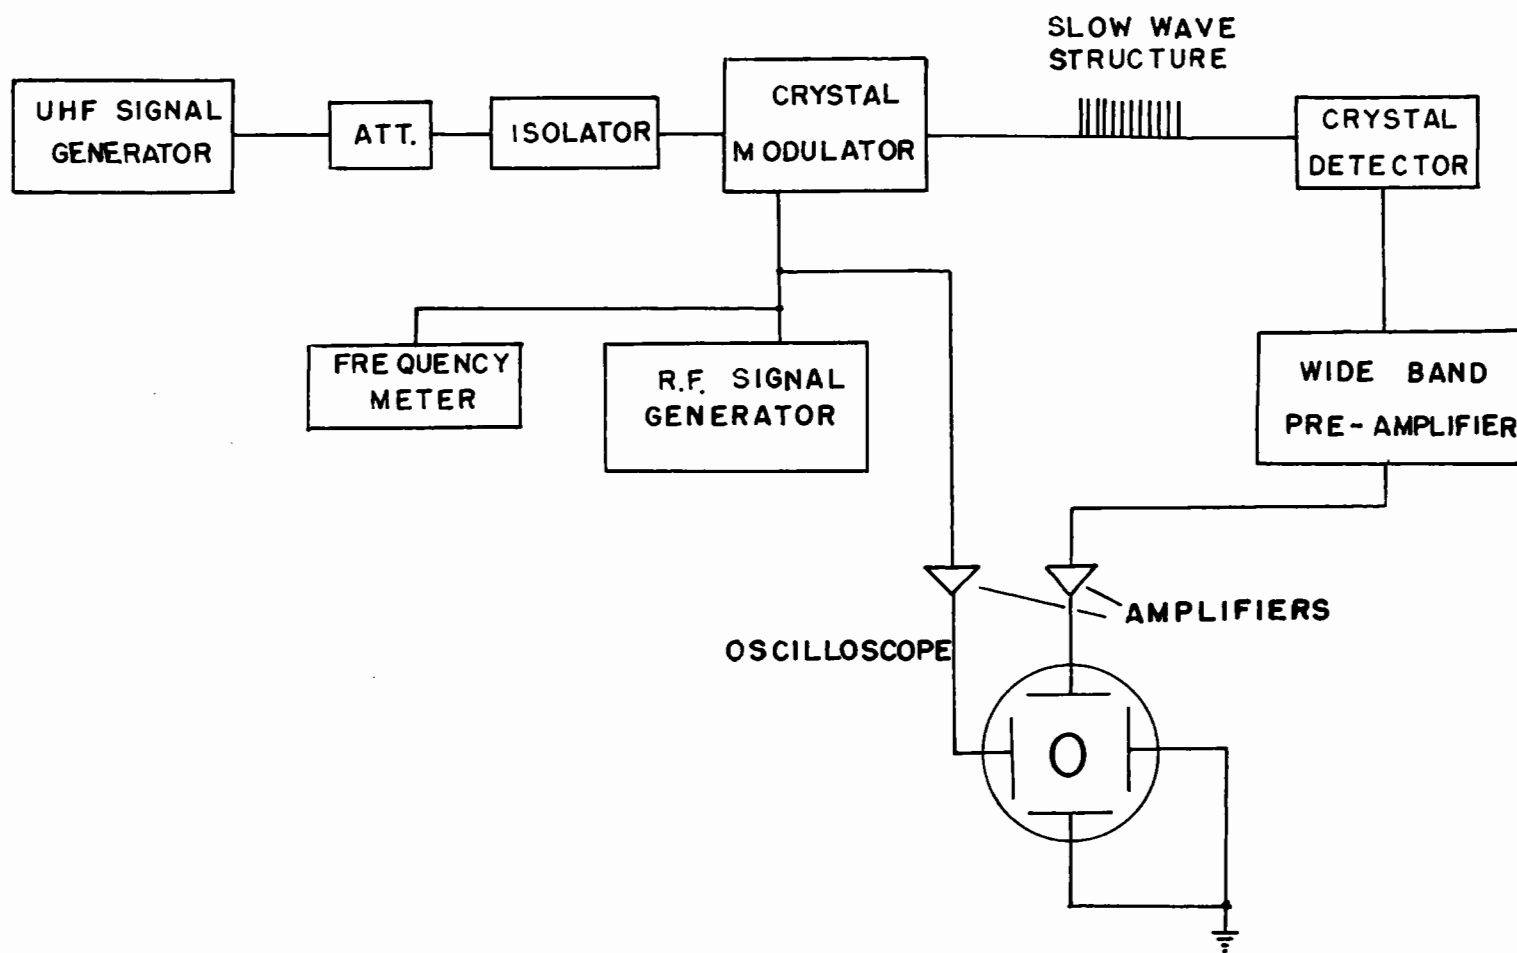 SLOW WAVE
STRUCTURE
UHF SIGNAL
GENERATOR
ATT.
ISOLATOR
CRYSTAL
MODULATOR
CRYSTAL
DETECTOR
FREQUENCY
METER
R.F. SIGNAL
GENERATOR
WIDE BAND
PRE-AMPLIFIER
AMPLIFIERS
OSCILLOSCOPE